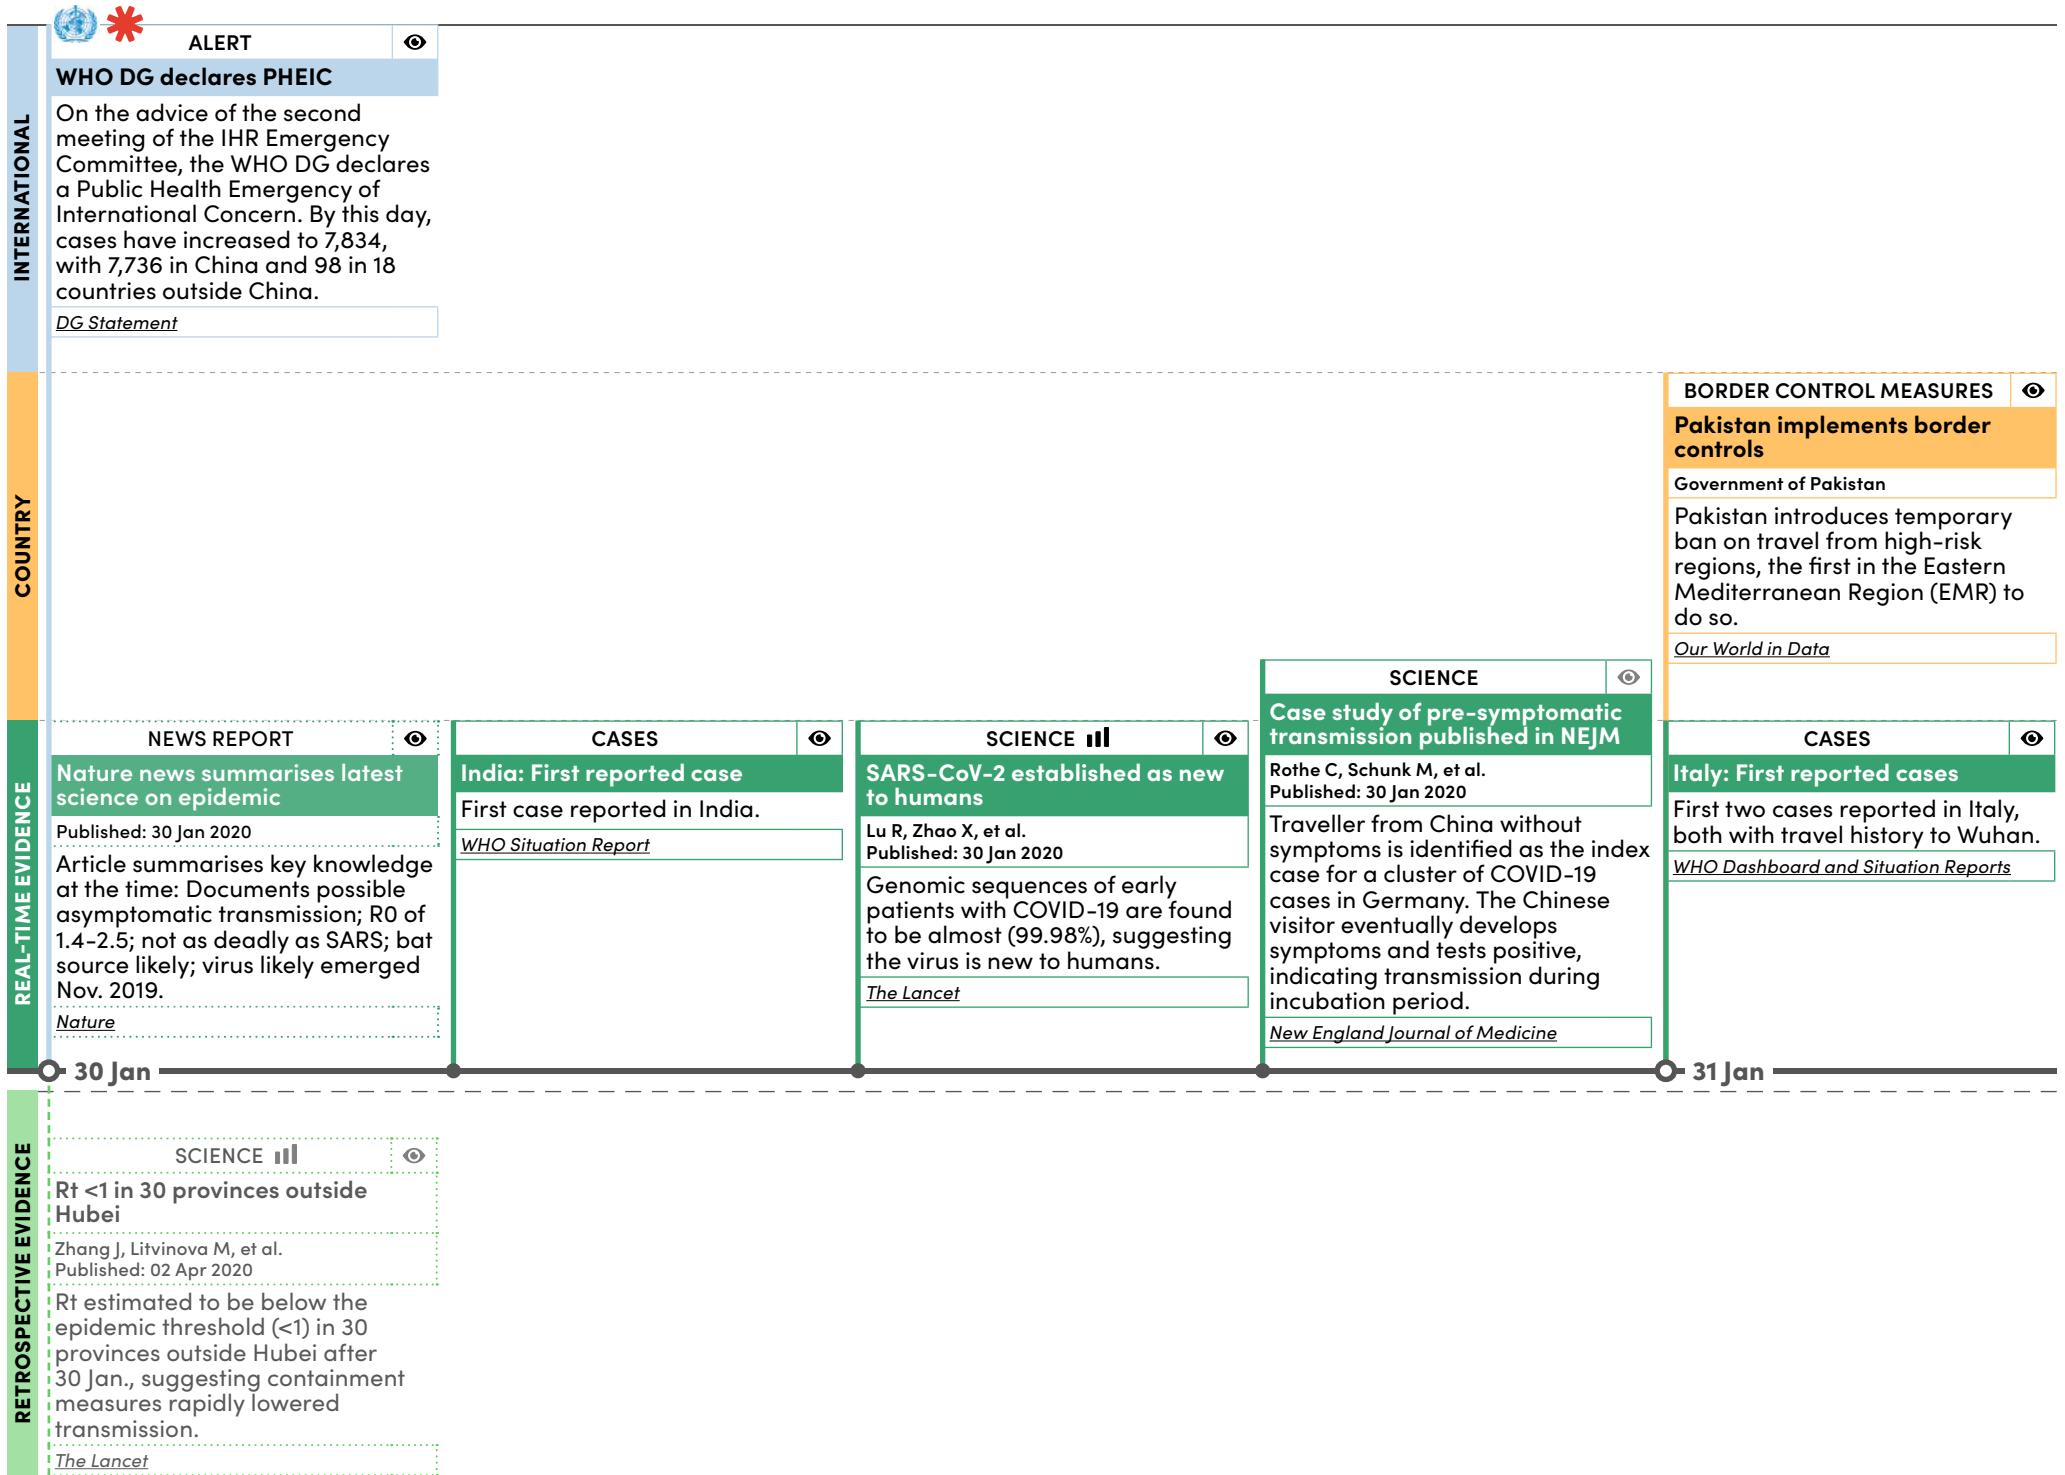 INTERNATIONAL
ALERT
WHO DG declares PHEIC
On the advice of the second
meeting of the IHR Emergency
Committee, the WHO DG declares
a Public Health Emergency of
International Concern. By this day,
cases have increased to 7,834,
with 7,736 in China and 98 in 18
countries outside China.
DG Statement
COUNTRY
BORDER CONTROL MEASURES
Pakistan implements border
controls
Government of Pakistan
Pakistan introduces temporary
ban on travel from high-risk
regions, the first in the Eastern
Mediterranean Region (EMR) to
do so.
Our World in Data
REAL-TIME EVIDENCE
NEWS REPORT
Nature news summarises latest
science on epidemic
Published: 30 Jan 2020
Article summarises key knowledge
at the time: Documents possible
asymptomatic transmission; R0 of
1.4-2.5; not as deadly as SARS; bat
source likely; virus likely emerged
Nov. 2019.
Nature
CASES
India: First reported case
First case reported in India.
WHO Situation Report
SCIENCE
SARS-CoV-2 established as new
to humans
Lu R, Zhao X, et al.
Published: 30 Jan 2020
Genomic sequences of early
patients with COVID-19 are found
to be almost (99.98%), suggesting
the virus is new to humans.
The Lancet
SCIENCE
Case study of pre-symptomatic
transmission published in NEJM
Rothe C, Schunk M, et al.
Published: 30 Jan 2020
Traveller from China without
symptoms is identified as the index
case for a cluster of COVID-19
cases in Germany. The Chinese
visitor eventually develops
symptoms and tests positive,
indicating transmission during
incubation period.
New England Journal of Medicine
CASES
Italy: First reported cases
First two cases reported in Italy,
both with travel history to Wuhan.
WHO Dashboard and Situation Reports
30 Jan
31 Jan
RETROSPECTIVE EVIDENCE
SCIENCE
Rt <1 in 30 provinces outside
Hubei
Zhang J, Litvinova M, et al.
Published: 02 Apr 2020
Rt estimated to be below the
epidemic threshold (<1) in 30
provinces outside Hubei after
30 Jan., suggesting containment
measures rapidly lowered
transmission.
The Lancet